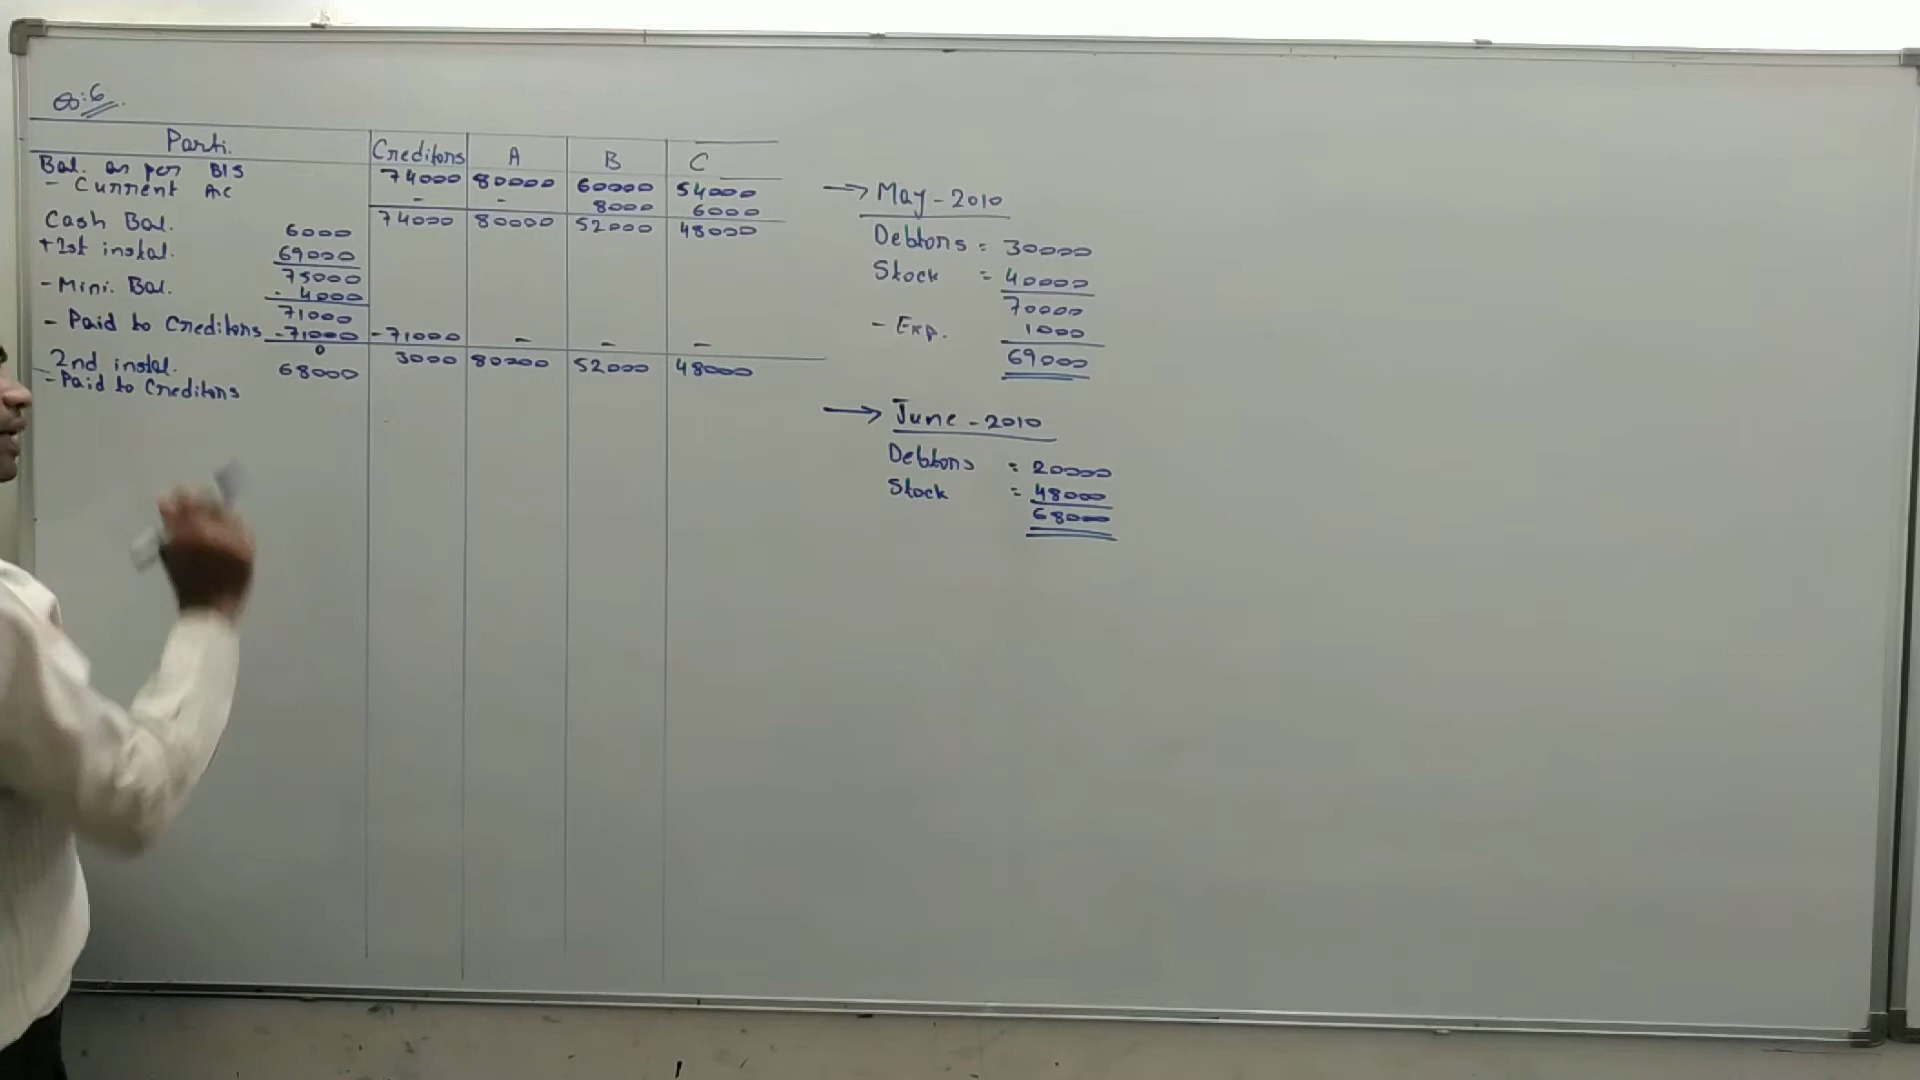 6
Parti. Creditors A B C
Bal. as per B/S 74000 80000 60000 54000
- Current A/c - - 8000 6000
74000 80000 52000 48000
Cash Bal. 6000
+ 1st instal. 69000
75000
- Mini. Bal. - 4000
71000
- Paid to Creditors -71000 -71000 - - -
0 3000 80000 52000 48000
2nd instal. 68000
- Paid to Creditors
→ May - 2010
Debtors = 30000
Stock = 40000
70000
- Exp. 1000
69000
→ June - 2010
Debtors = 20000
Stock = 48000
68000